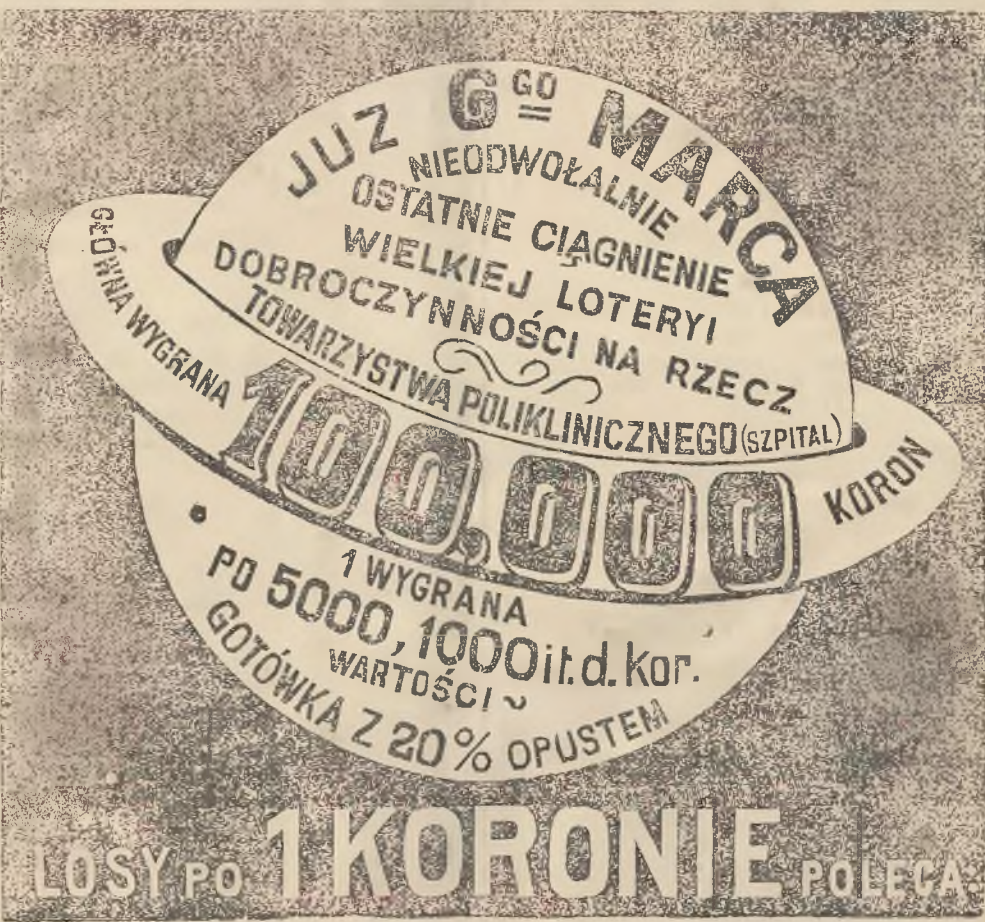 JUZ 6GO MARCA
NIEODWOŁALNIE
OSTATNIE CIĄGNIENIE
WIELKIEJ LOTERYI
DOBROCZYNNOŚCI NA RZECZ
TOWARZYSTWA POLIKLINICZNEGO (SZPITAL)
GŁÓWNA WYGRANA 100,000 KORON
1 WYGRANA
PO 5000, 1000 i t. d. kor.
WARTOŚCI ~
GOTÓWKA Z 20% OPUSTEM
LOSY PO 1 KORONIE POLECA: